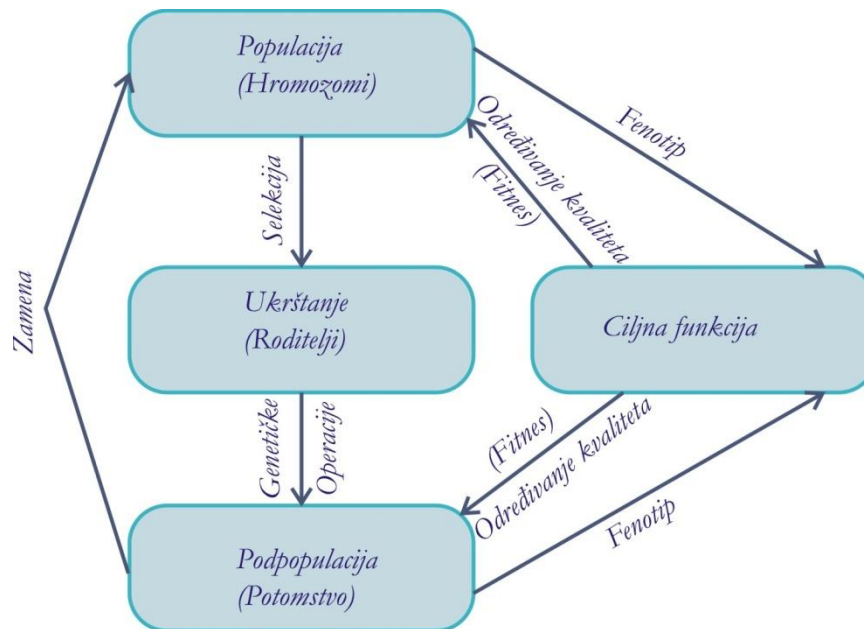 Populacija
(Hromozomi)
Određivanje kvaliteta
(Fitnes)
Fenotip
Selekcija
Zamena
Ukrštanje
(Roditelji)
Ciljna funkcija
Genetičke
Operacije
(Fitnes)
Određivanje kvaliteta
Fenotip
Podpopulacija
(Potomstvo)